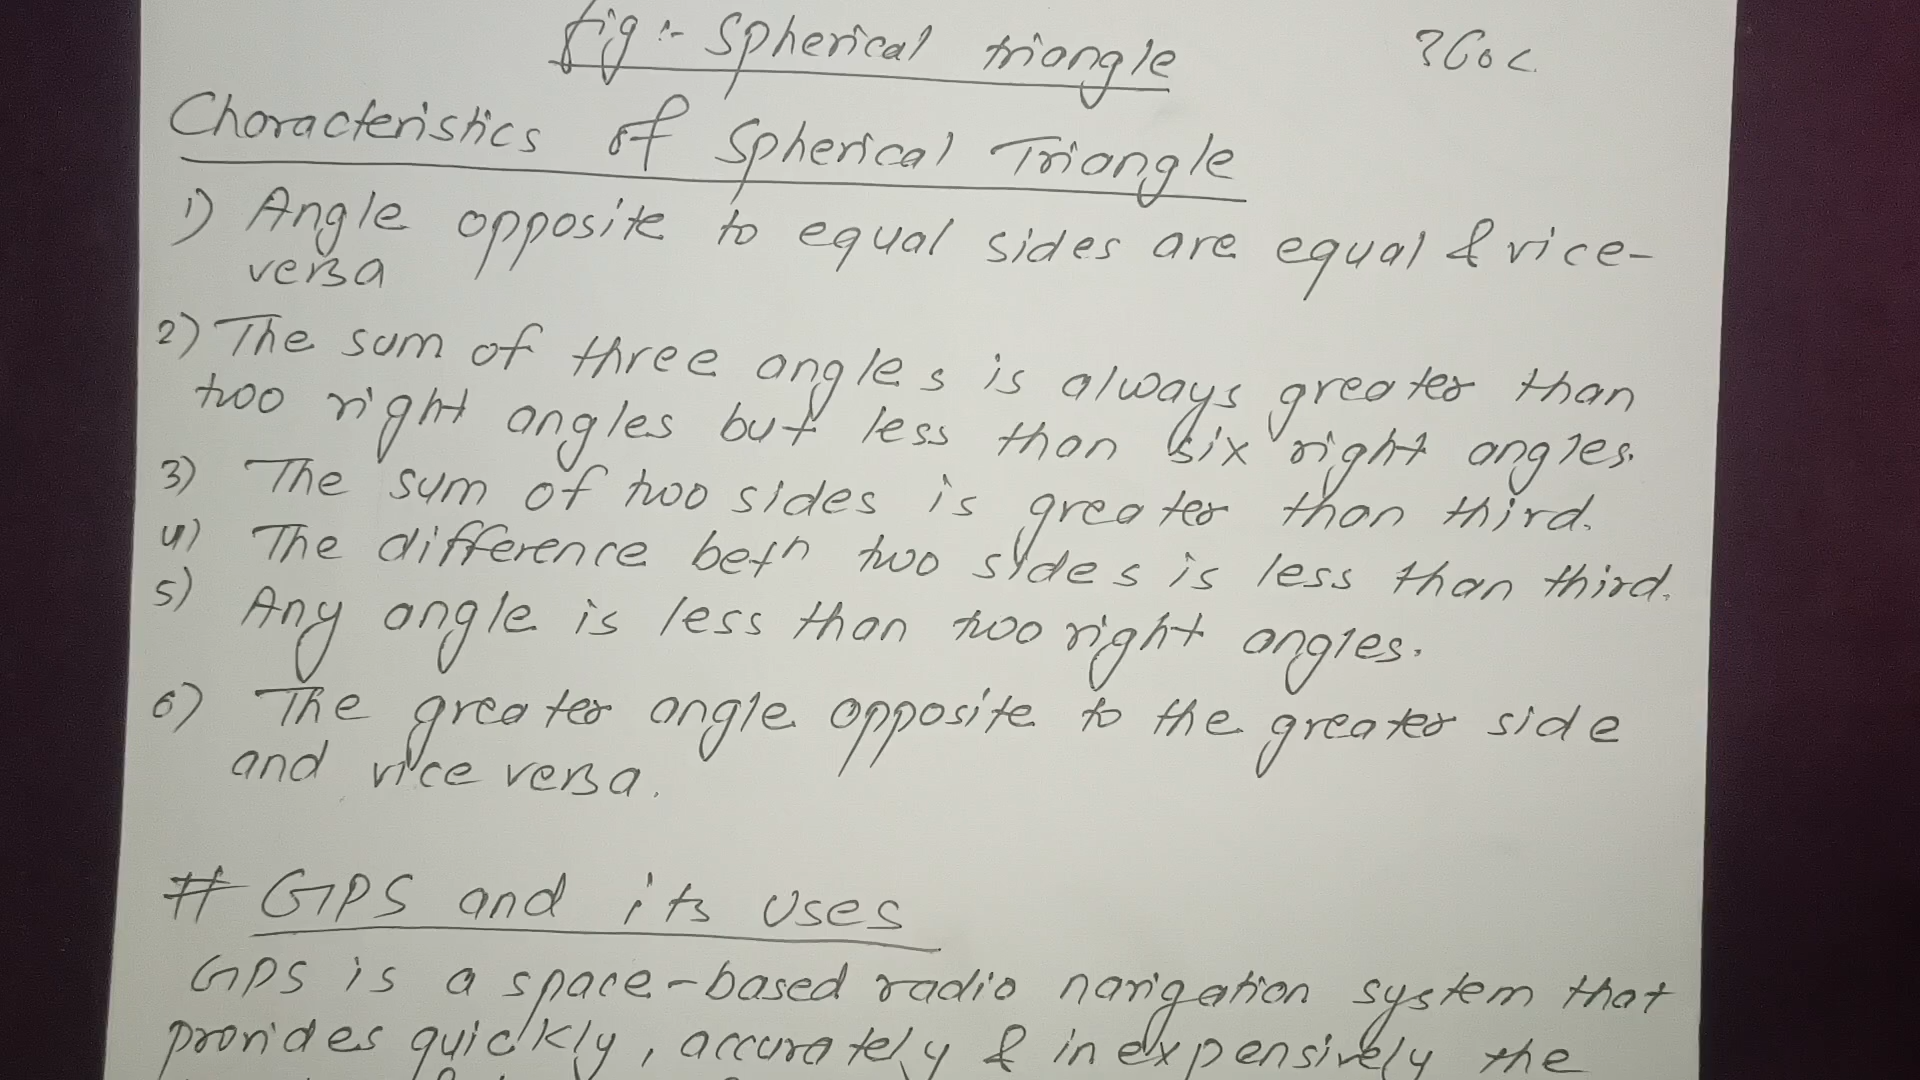 fig:- Spherical triangle
Characteristics of Spherical Triangle
1) Angle opposite to equal sides are equal & vice-
versa
2) The sum of three angles is always greater than
two right angles but less than six right angles.
3) The sum of two sides is greater than third.
4) The difference betn two sides is less than third.
5) Any angle is less than two right angles.
6) The greater angle opposite to the greater side
and vice versa.
# GPS and its uses
GPS is a space-based radio navigation system that
provides quickly, accurately & inexpensively the